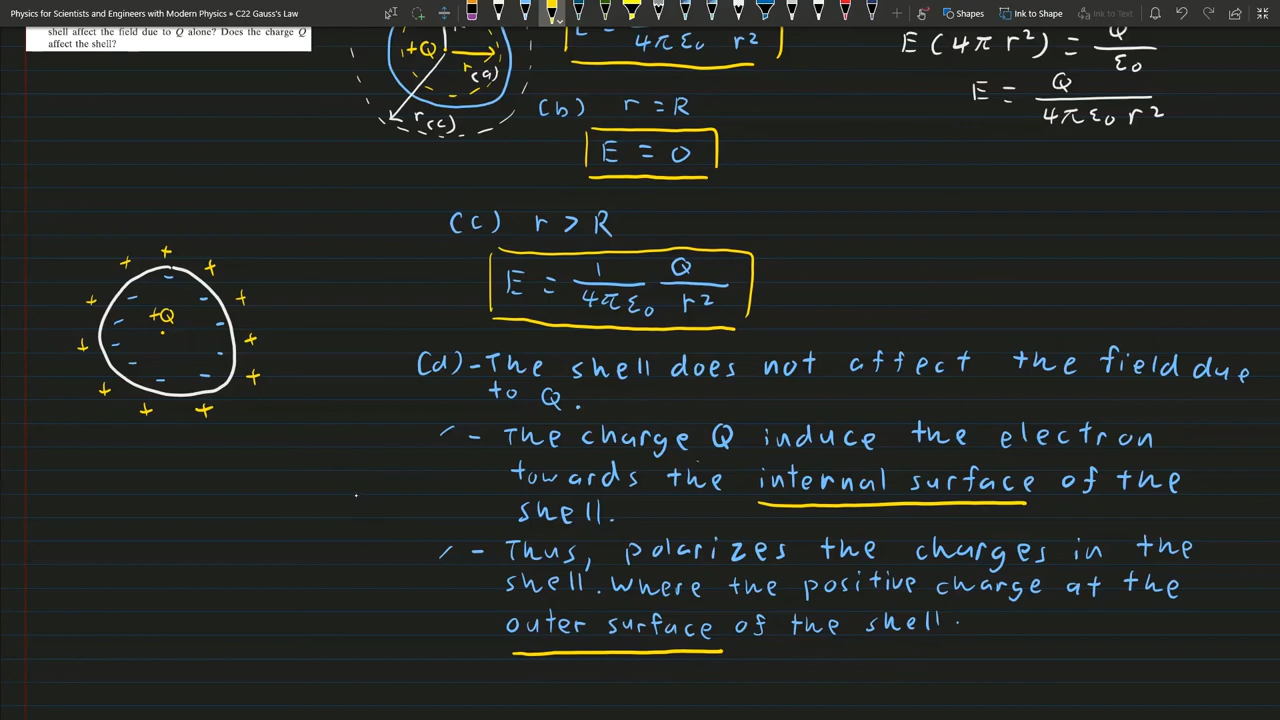 Physics for Scientists and Engineers with Modern Physics » C22 Gauss's Law
Shapes
Ink to Shape
Ink to Text
shell affect the field due to Q alone? Does the charge Q
affect the shell?
+Q
r(a)
r(c)
4πε₀ r²
E(4πr²) = Q/ε₀
E = Q / 4πε₀r²
(b) r = R
E = 0
(c) r > R
E = 1/4πε₀ Q/r²
+ + + + + + + + + + + + +
- - - - - - - - - -
+Q
(d) - The shell does not affect the field due
to Q.
- The charge Q induce the electron
towards the internal surface of the
shell.
- Thus, polarizes the charges in the
shell. Where the positive charge at the
outer surface of the shell.